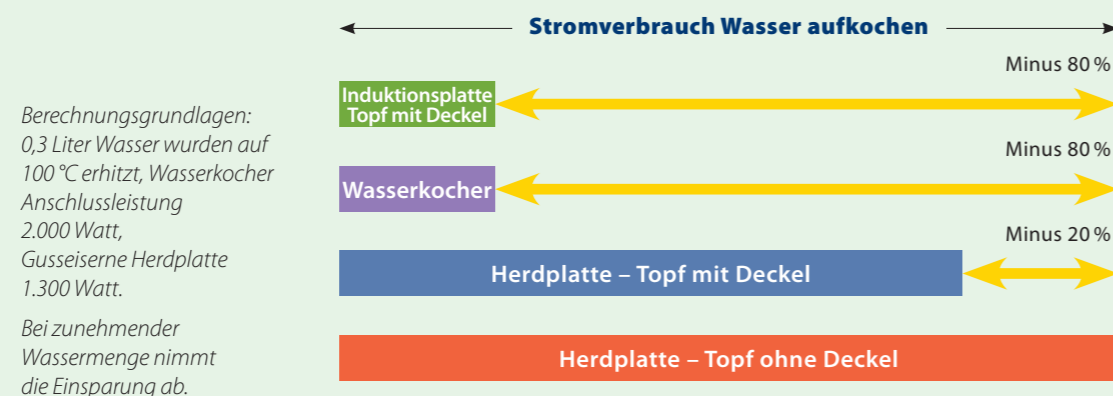 Stromverbrauch Wasser aufkochen
Minus 80 %
Induktionsplatte
Topf mit Deckel
Minus 80 %
Wasserkocher
Minus 20 %
Herdplatte – Topf mit Deckel
Herdplatte – Topf ohne Deckel
Berechnungsgrundlagen:
0,3 Liter Wasser wurden auf
100 °C erhitzt, Wasserkocher
Anschlussleistung
2.000 Watt,
Gusseiserne Herdplatte
1.300 Watt.
Bei zunehmender
Wassermenge nimmt
die Einsparung ab.